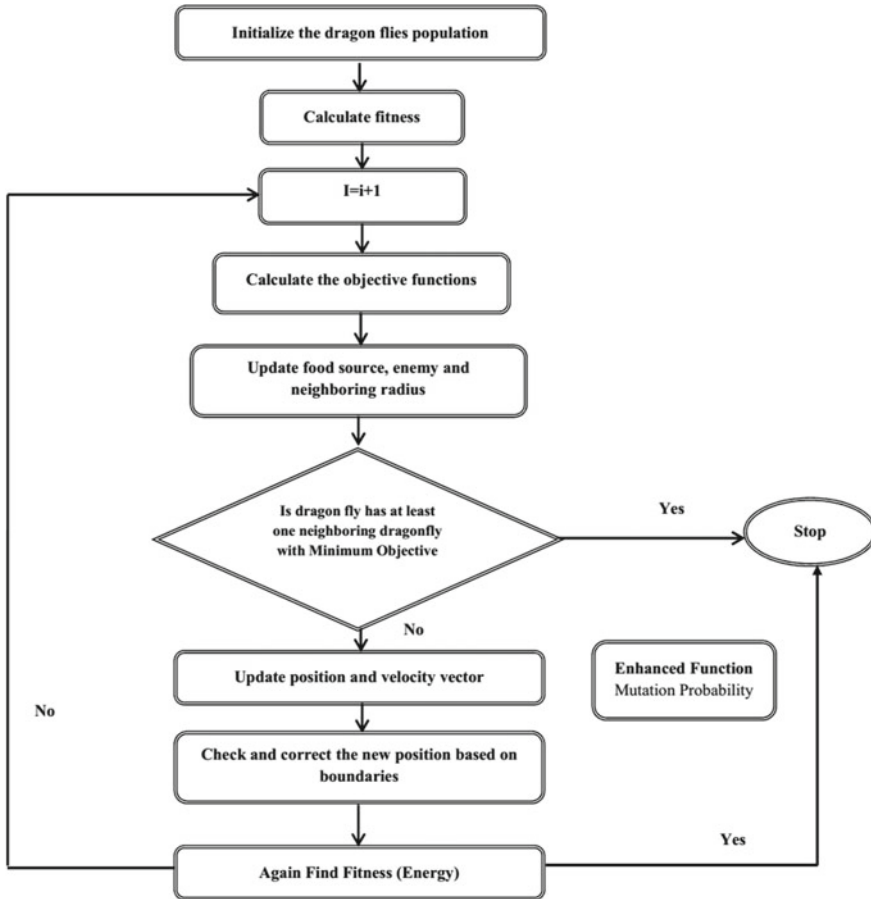 Initialize the dragon flies population
Calculate fitness
I=i+1
Calculate the objective functions
Update food source, enemy and
neighboring radius
Is dragon fly has at least
one neighboring dragonfly
with Minimum Objective
Yes
Stop
No
Update position and velocity vector
Enhanced Function
Mutation Probability
No
Check and correct the new position based on
boundaries
Yes
Again Find Fitness (Energy)